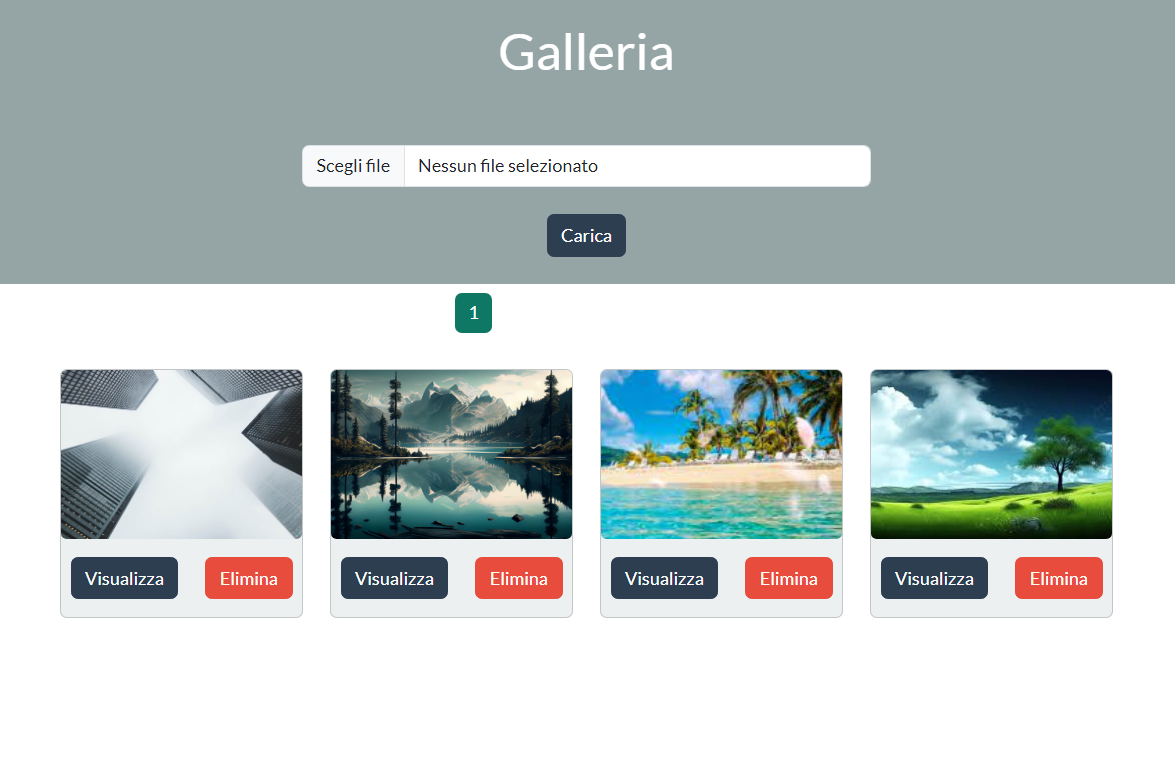 Galleria
Scegli file Nessun file selezionato
Carica
1
Visualizza Elimina Visualizza Elimina Visualizza Elimina Visualizza Elimina